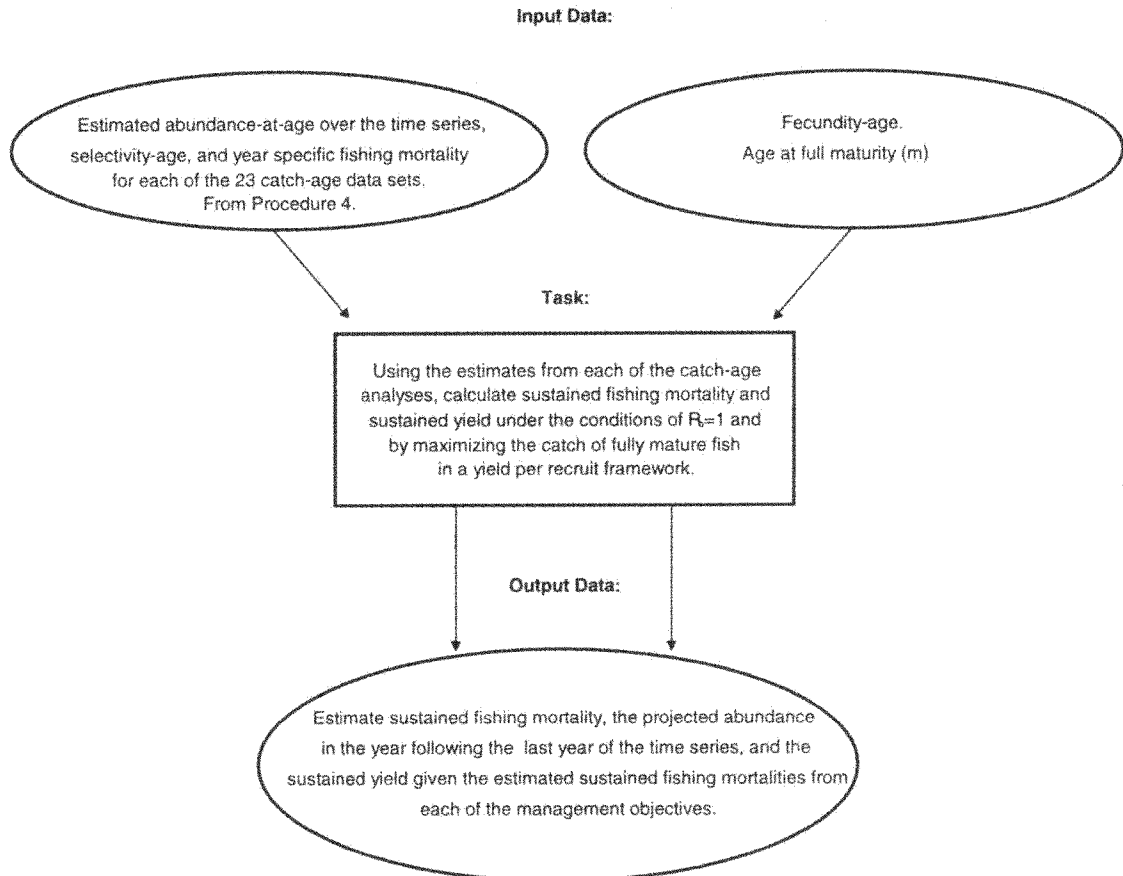 Input Data:
Estimated abundance-at-age over the time series,
selectivity-age, and year specific fishing mortality
for each of the 23 catch-age data sets.
From Procedure 4.
Fecundity-age.
Age at full maturity (m)
Task:
Using the estimates from each of the catch-age
analyses, calculate sustained fishing mortality and
sustained yield under the conditions of R₀=1 and
by maximizing the catch of fully mature fish
in a yield per recruit framework.
Output Data:
Estimate sustained fishing mortality, the projected abundance
in the year following the last year of the time series, and the
sustained yield given the estimated sustained fishing mortalities from
each of the management objectives.